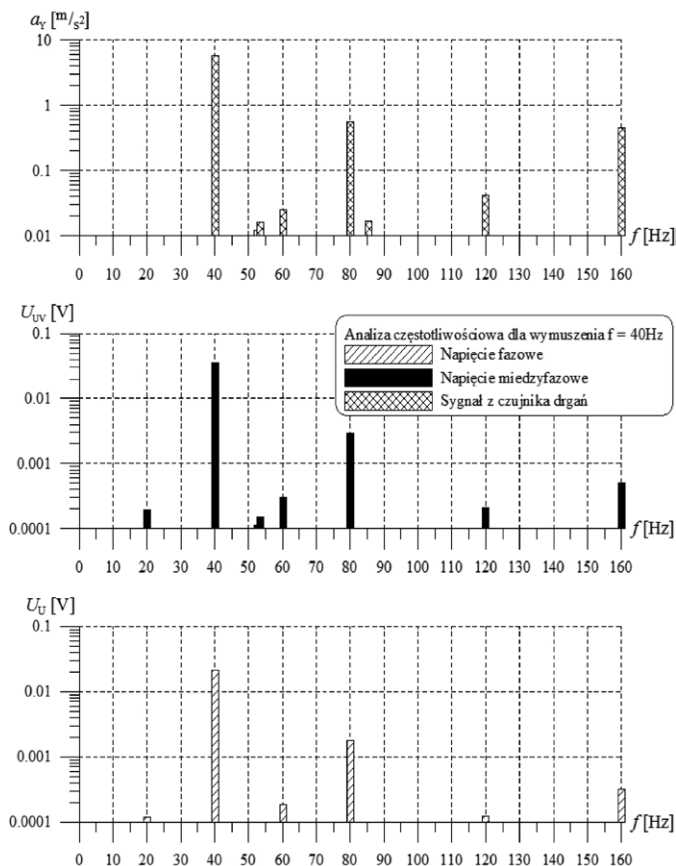 a_Y [m/s²]
10
1
0.1
0.01
f [Hz]
0 10 20 30 40 50 60 70 80 90 100 110 120 130 140 150 160
U_UV [V]
0.1
0.01
0.001
0.0001
Analiza częstotliwościowa dla wymuszenia f = 40Hz
Napięcie fazowe
Napięcie miedzyfazowe
Sygnał z czujnika drgań
f [Hz]
0 10 20 30 40 50 60 70 80 90 100 110 120 130 140 150 160
U_U [V]
0.1
0.01
0.001
0.0001
f [Hz]
0 10 20 30 40 50 60 70 80 90 100 110 120 130 140 150 160